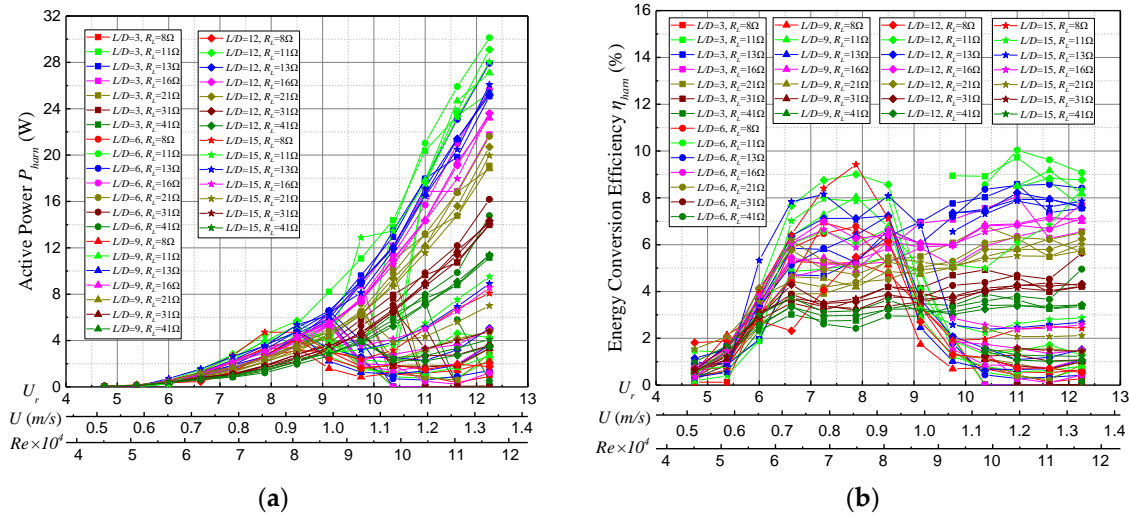 Active Power P_harn (W)
32
28
24
20
16
12
8
4
0
L/D=3, R_L=8Ω
L/D=3, R_L=11Ω
L/D=3, R_L=13Ω
L/D=3, R_L=16Ω
L/D=3, R_L=21Ω
L/D=3, R_L=31Ω
L/D=3, R_L=41Ω
L/D=6, R_L=8Ω
L/D=6, R_L=11Ω
L/D=6, R_L=13Ω
L/D=6, R_L=16Ω
L/D=6, R_L=21Ω
L/D=6, R_L=31Ω
L/D=6, R_L=41Ω
L/D=9, R_L=8Ω
L/D=9, R_L=11Ω
L/D=9, R_L=13Ω
L/D=9, R_L=16Ω
L/D=9, R_L=21Ω
L/D=9, R_L=31Ω
L/D=9, R_L=41Ω
L/D=12, R_L=8Ω
L/D=12, R_L=11Ω
L/D=12, R_L=13Ω
L/D=12, R_L=16Ω
L/D=12, R_L=21Ω
L/D=12, R_L=31Ω
L/D=12, R_L=41Ω
L/D=15, R_L=8Ω
L/D=15, R_L=11Ω
L/D=15, R_L=13Ω
L/D=15, R_L=16Ω
L/D=15, R_L=21Ω
L/D=15, R_L=31Ω
L/D=15, R_L=41Ω
U_r 4 5 6 7 8 9 10 11 12 13
U (m/s) 0.5 0.6 0.7 0.8 0.9 1.0 1.1 1.2 1.3 1.4
Re×10⁴ 4 5 6 7 8 9 10 11 12
(a)
Energy Conversion Efficiency η_harn (%)
16
14
12
10
8
6
4
2
0
L/D=3, R_L=8Ω
L/D=3, R_L=11Ω
L/D=3, R_L=13Ω
L/D=3, R_L=16Ω
L/D=3, R_L=21Ω
L/D=3, R_L=31Ω
L/D=3, R_L=41Ω
L/D=6, R_L=8Ω
L/D=6, R_L=11Ω
L/D=6, R_L=13Ω
L/D=6, R_L=16Ω
L/D=6, R_L=21Ω
L/D=6, R_L=31Ω
L/D=6, R_L=41Ω
L/D=9, R_L=8Ω
L/D=9, R_L=11Ω
L/D=9, R_L=13Ω
L/D=9, R_L=16Ω
L/D=9, R_L=21Ω
L/D=9, R_L=31Ω
L/D=9, R_L=41Ω
L/D=12, R_L=8Ω
L/D=12, R_L=11Ω
L/D=12, R_L=13Ω
L/D=12, R_L=16Ω
L/D=12, R_L=21Ω
L/D=12, R_L=31Ω
L/D=12, R_L=41Ω
L/D=15, R_L=8Ω
L/D=15, R_L=11Ω
L/D=15, R_L=13Ω
L/D=15, R_L=16Ω
L/D=15, R_L=21Ω
L/D=15, R_L=31Ω
L/D=15, R_L=41Ω
U_r 4 5 6 7 8 9 10 11 12 13
U (m/s) 0.5 0.6 0.7 0.8 0.9 1.0 1.1 1.2 1.3 1.4
Re×10⁴ 4 5 6 7 8 9 10 11 12
(b)